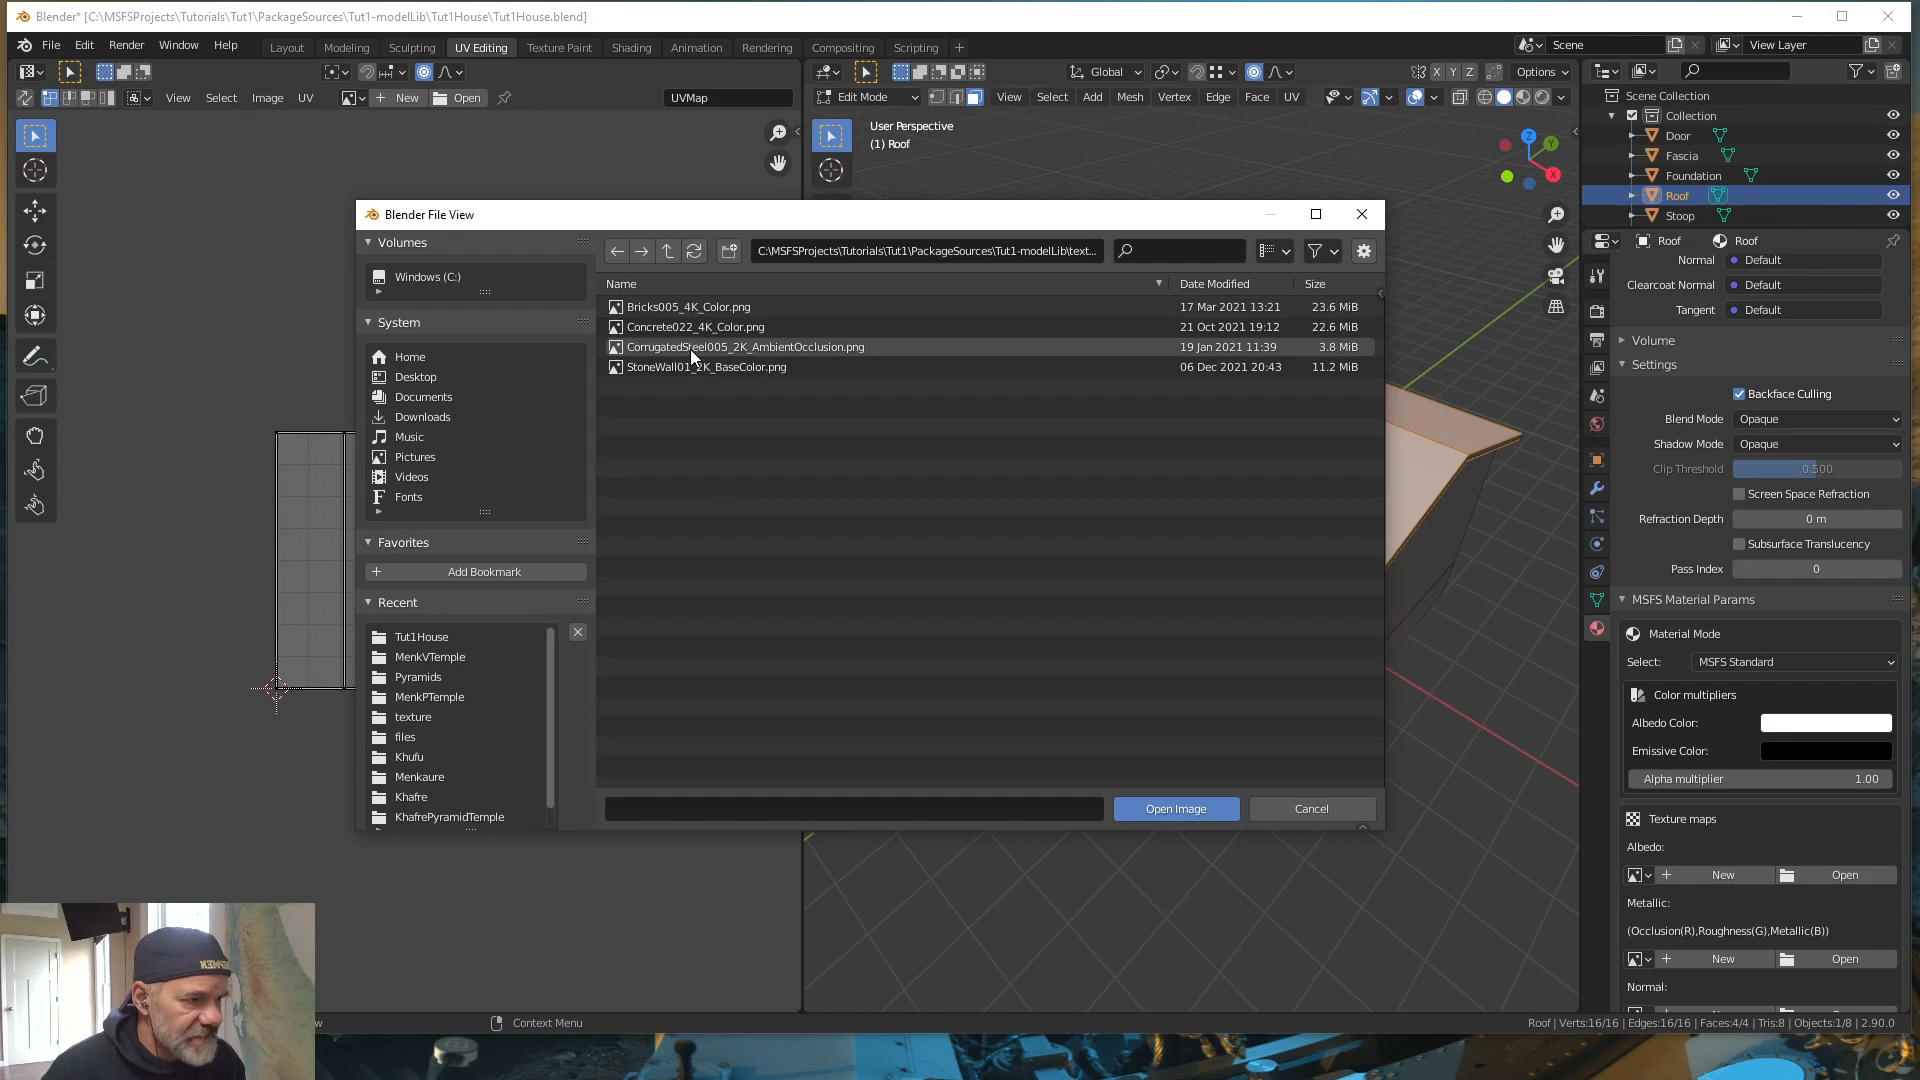 Blender* [C:\MSFSProjects\Tutorials\Tut1\PackageSources\Tut1-modelLib\Tut1House\Tut1House.blend]
File Edit Render Window Help Layout Modeling Sculpting UV Editing Texture Paint Shading Animation Rendering Compositing Scripting + Scene View Layer
Global X Y Z Options
View Select Image UV + New Open UVMap Edit Mode View Select Add Mesh Vertex Edge Face UV
Scene Collection
Collection
Door
Fascia
Foundation
Roof
Stoop
User Perspective
(1) Roof
Z
Y
X
Blender File View
Volumes
Windows (C:)
System
Home
Desktop
Documents
Downloads
Music
Pictures
Videos
Fonts
Favorites
+ Add Bookmark
Recent
Tut1House
MenkVTemple
Pyramids
MenkPTemple
texture
files
Khufu
Menkaure
Khafre
KhafrePyramidTemple
C:\MSFSProjects\Tutorials\Tut1\PackageSources\Tut1-modelLib\text...
Name Date Modified Size
Bricks005_4K_Color.png 17 Mar 2021 13:21 23.6 MiB
Concrete022_4K_Color.png 21 Oct 2021 19:12 22.6 MiB
CorrugatedSteel005_2K_AmbientOcclusion.png 19 Jan 2021 11:39 3.8 MiB
StoneWall01_2K_BaseColor.png 06 Dec 2021 20:43 11.2 MiB
Open Image Cancel
Roof Roof
Normal Default
Clearcoat Normal Default
Tangent Default
Volume
Settings
Backface Culling
Blend Mode Opaque
Shadow Mode Opaque
Clip Threshold 0.500
Screen Space Refraction
Refraction Depth 0 m
Subsurface Translucency
Pass Index 0
MSFS Material Params
Material Mode
Select: MSFS Standard
Color multipliers
Albedo Color:
Emissive Color:
Alpha multiplier 1.00
Texture maps
Albedo:
+ New Open
Metallic:
(Occlusion(R),Roughness(G),Metallic(B))
+ New Open
Normal:
Context Menu
Roof | Verts:16/16 | Edges:16/16 | Faces:4/4 | Tris:8 | Objects:1/8 | 2.90.0